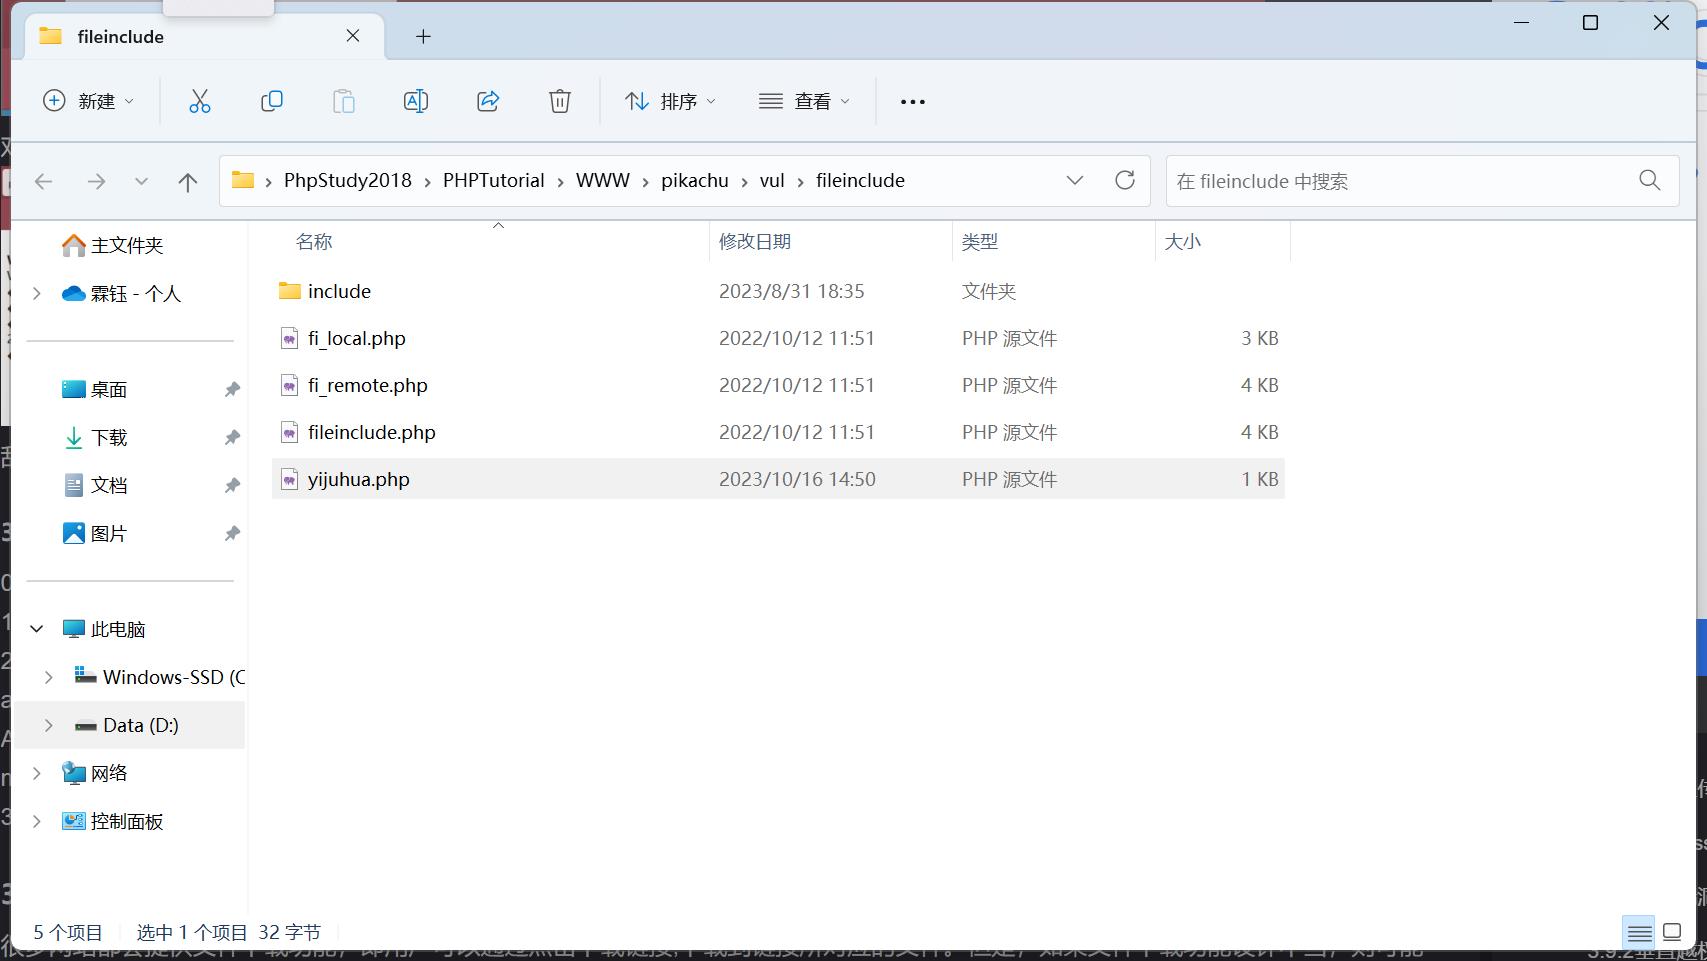 fileinclude
新建
排序
查看
PhpStudy2018 › PHPTutorial › WWW › pikachu › vul › fileinclude
在 fileinclude 中搜索
主文件夹
霖钰 - 个人
桌面
下载
文档
图片
此电脑
Windows-SSD (C
Data (D:)
网络
控制面板
名称 修改日期 类型 大小
include 2023/8/31 18:35 文件夹
fi_local.php 2022/10/12 11:51 PHP 源文件 3 KB
fi_remote.php 2022/10/12 11:51 PHP 源文件 4 KB
fileinclude.php 2022/10/12 11:51 PHP 源文件 4 KB
yijuhua.php 2023/10/16 14:50 PHP 源文件 1 KB
5 个项目 选中 1 个项目 32 字节